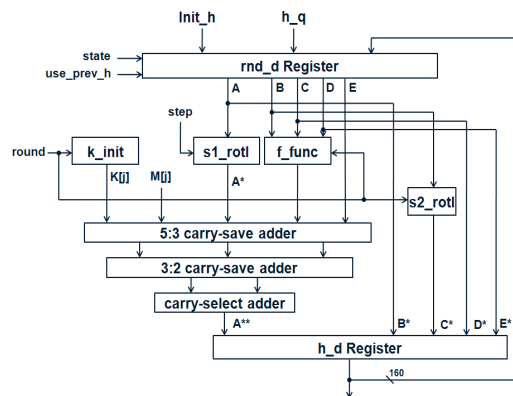 Init_h
h_q
state
use_prev_h
rnd_d Register
A
B
C
D
E
step
round
k_init
s1_rotl
f_func
K[j]
M[j]
A*
s2_rotl
5:3 carry-save adder
3:2 carry-save adder
carry-select adder
A**
B*
C*
D*
E*
h_d Register
160